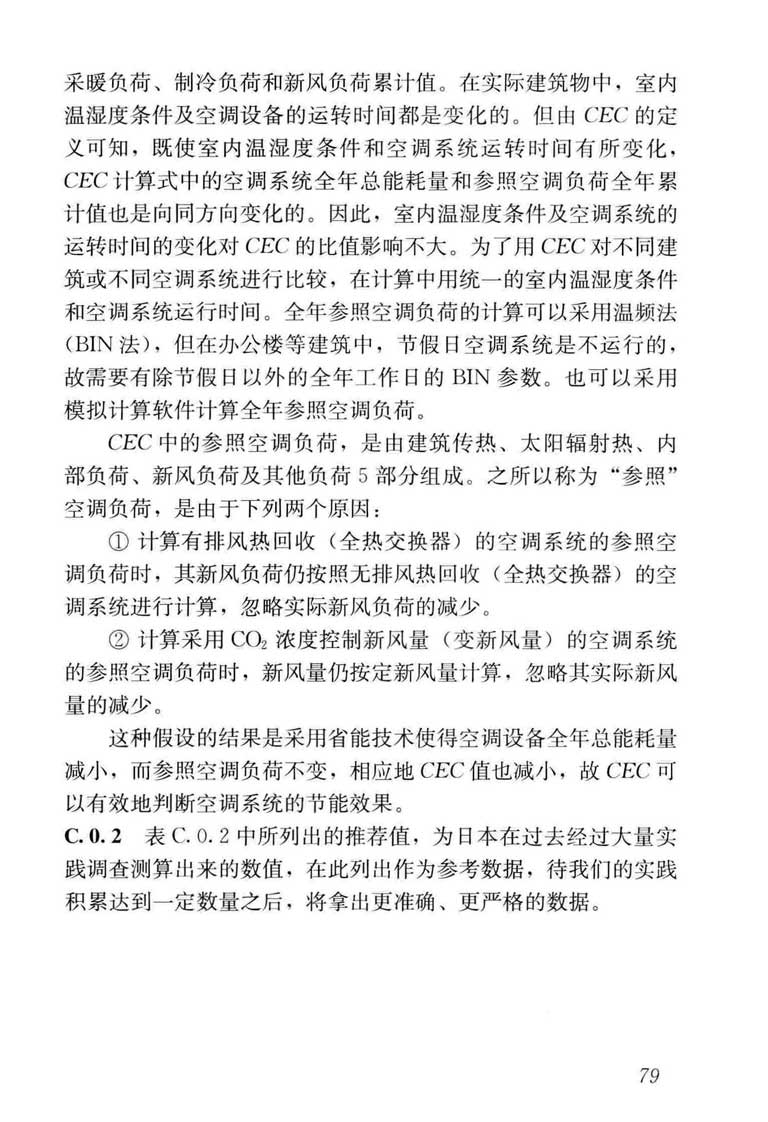 采暖负荷、制冷负荷和新风负荷累计值。在实际建筑物中，室内
温湿度条件及空调设备的运转时间都是变化的。但由 CEC 的定
义可知，既使室内温湿度条件和空调系统运转时间有所变化，
CEC 计算式中的空调系统全年总能耗量和参照空调负荷全年累
计值也是向同方向变化的。因此，室内温湿度条件及空调系统的
运转时间的变化对 CEC 的比值影响不大。为了用 CEC 对不同建
筑或不同空调系统进行比较，在计算中用统一的室内温湿度条件
和空调系统运行时间。全年参照空调负荷的计算可以采用温频法
（BIN 法），但在办公楼等建筑中，节假日空调系统是不运行的，
故需要有除节假日以外的全年工作日的 BIN 参数。也可以采用
模拟计算软件计算全年参照空调负荷。
CEC 中的参照空调负荷，是由建筑传热、太阳辐射热、内
部负荷、新风负荷及其他负荷 5 部分组成。之所以称为“参照”
空调负荷，是由于下列两个原因：
① 计算有排风热回收（全热交换器）的空调系统的参照空
调负荷时，其新风负荷仍按照无排风热回收（全热交换器）的空
调系统进行计算，忽略实际新风负荷的减少。
② 计算采用 CO₂ 浓度控制新风量（变新风量）的空调系统
的参照空调负荷时，新风量仍按定新风量计算，忽略其实际新风
量的减少。
这种假设的结果是采用省能技术使得空调设备全年总能耗量
减小，而参照空调负荷不变，相应地 CEC 值也减小，故 CEC 可
以有效地判断空调系统的节能效果。
C.0.2 表 C.0.2 中所列出的推荐值，为日本在过去经过大量实
践调查测算出来的数值，在此列出作为参考数据，待我们的实践
积累达到一定数量之后，将拿出更准确、更严格的数据。
79